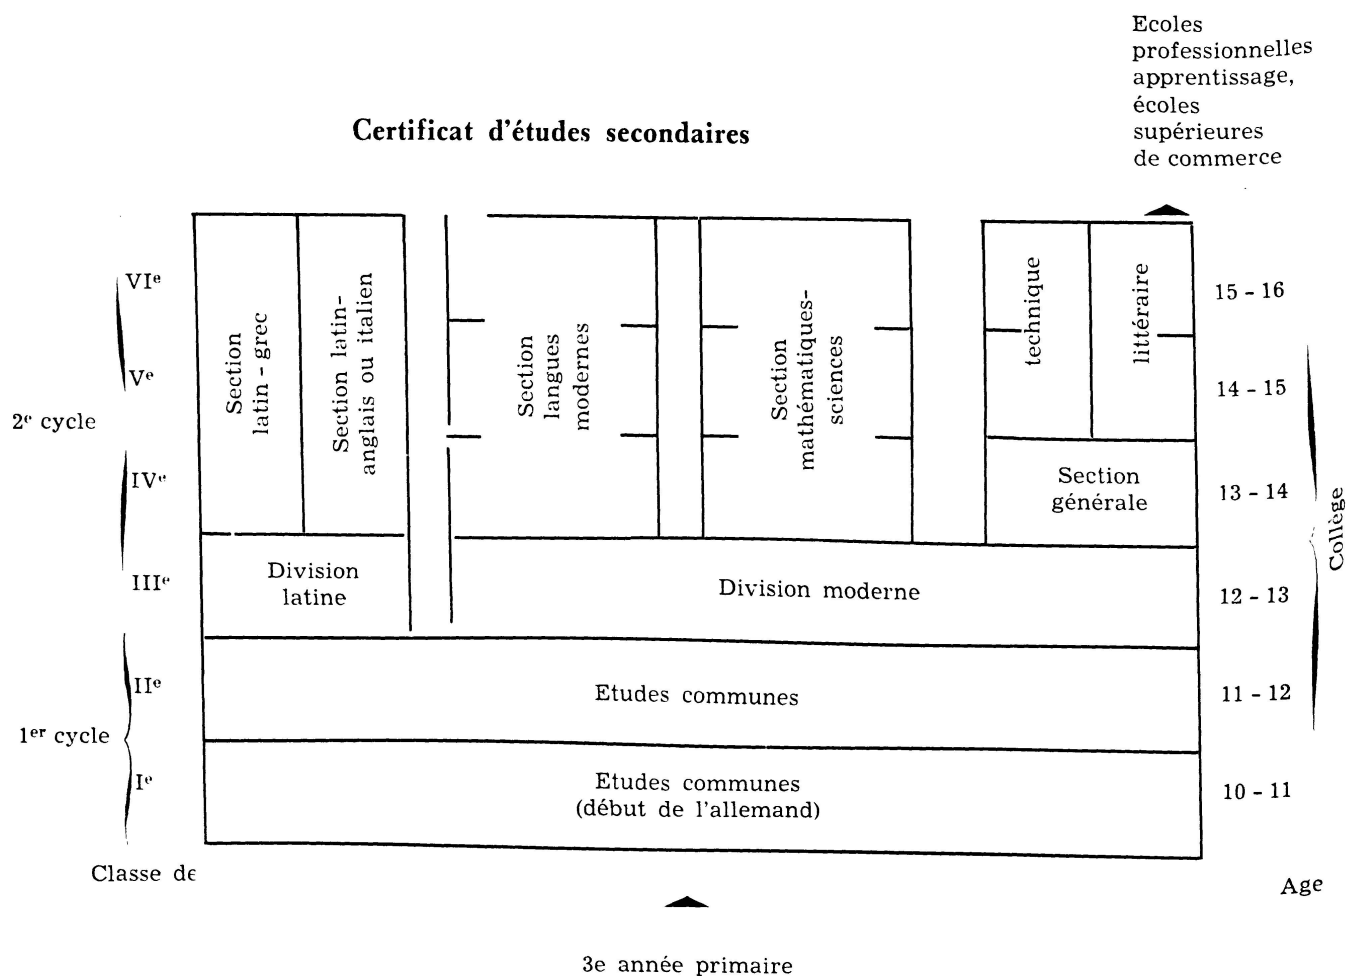 Ecoles
professionnelles
apprentissage,
écoles
supérieures
de commerce
Certificat d'études secondaires
VIe
Ve
2e cycle
IVe
IIIe
IIe
1er cycle
Ie
Classe de
Section
latin - grec
Section latin-
anglais ou italien
Section
langues
modernes
Section
mathématiques-
sciences
technique
littéraire
Section
générale
Division
latine
Division moderne
Etudes communes
Etudes communes
(début de l'allemand)
15 - 16
14 - 15
13 - 14
12 - 13
11 - 12
10 - 11
Collège
Age
3e année primaire